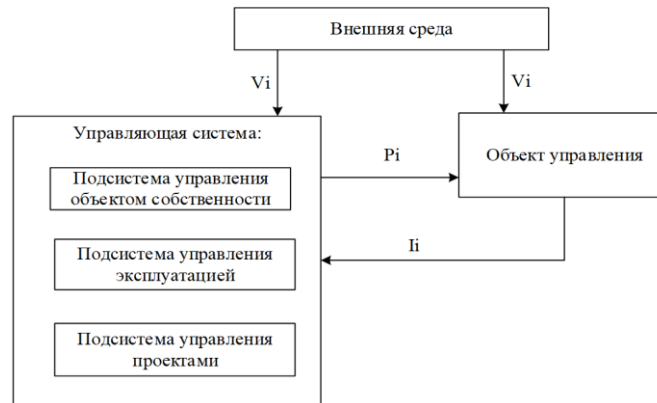 Внешняя среда
Vi
Vi
Управляющая система:
Pi
Объект управления
Подсистема управления
объектом собственности
Ii
Подсистема управления
эксплуатацией
Подсистема управления
проектами